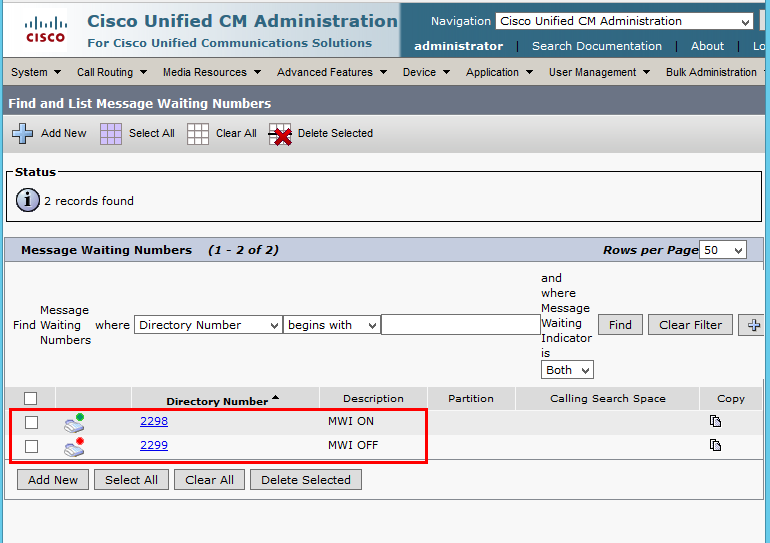 Cisco Unified CM Administration
CISCO For Cisco Unified Communications Solutions
Navigation Cisco Unified CM Administration
administrator | Search Documentation | About | Lo
System Call Routing Media Resources Advanced Features Device Application User Management Bulk Administration
Find and List Message Waiting Numbers
Add New Select All Clear All Delete Selected
Status
i 2 records found
Message Waiting Numbers (1 - 2 of 2) Rows per Page 50
Find Message Waiting Numbers where Directory Number begins with
and
where
Message
Waiting
Indicator
is
Both
Find Clear Filter
Directory Number Description Partition Calling Search Space Copy
2298 MWI ON
2299 MWI OFF
Add New Select All Clear All Delete Selected